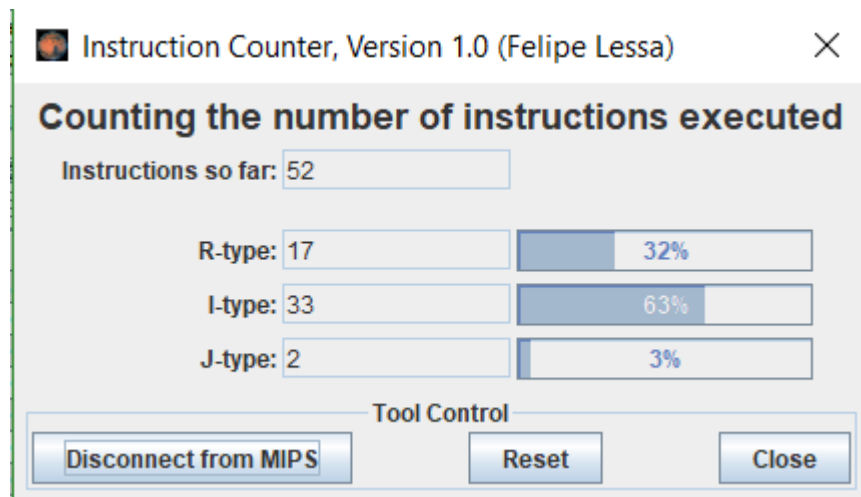 Instruction Counter, Version 1.0 (Felipe Lessa)
Counting the number of instructions executed
Instructions so far: 52
R-type: 17 32%
I-type: 33 63%
J-type: 2 3%
Tool Control
Disconnect from MIPS Reset Close